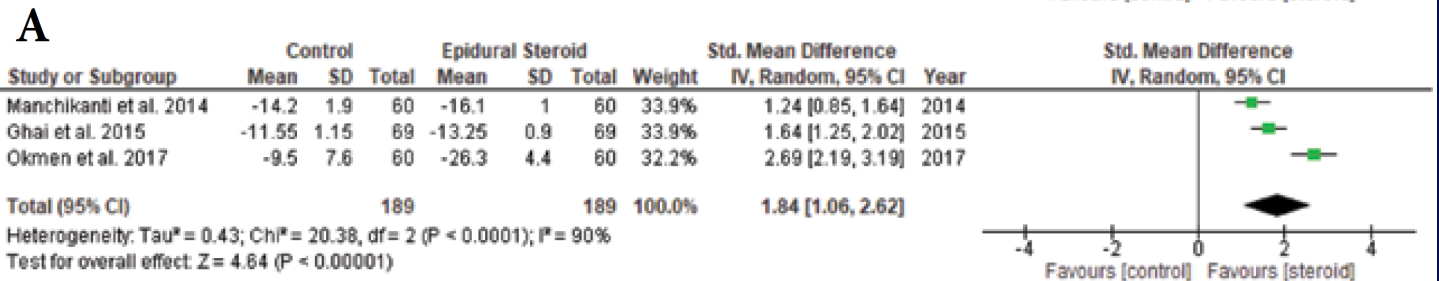 A
Control Epidural Steroid Std. Mean Difference Std. Mean Difference
Study or Subgroup Mean SD Total Mean SD Total Weight IV, Random, 95% CI Year IV, Random, 95% CI
Manchikanti et al. 2014 -14.2 1.9 60 -16.1 1 60 33.9% 1.24 [0.85, 1.64] 2014
Ghai et al. 2015 -11.55 1.15 69 -13.25 0.9 69 33.9% 1.64 [1.25, 2.02] 2015
Okmen et al. 2017 -9.5 7.6 60 -26.3 4.4 60 32.2% 2.69 [2.19, 3.19] 2017
Total (95% CI) 189 189 100.0% 1.84 [1.06, 2.62]
Heterogeneity: Tau² = 0.43; Chi² = 20.38, df = 2 (P < 0.0001); I² = 90%
Test for overall effect: Z = 4.64 (P < 0.00001)
-4 -2 0 2 4
Favours [control] Favours [steroid]